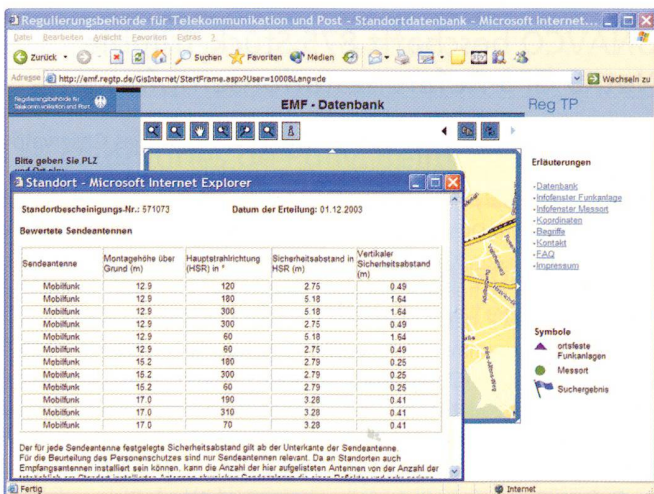 Regulierungsbehörde für Telekommunikation und Post - Standortdatenbank - Microsoft Internet...
Datei Bearbeiten Ansicht Favoriten Extras ?
Zurück Suchen Favoriten Medien
Adresse http://emf.regtp.de/GisInternet/StartFrame.aspx?User=1000&Lang=de Wechseln zu
Regulierungsbehörde für
Telekommunikation und Post
EMF - Datenbank
Reg TP
Bitte geben Sie PLZ
und Ort ein:
Standort - Microsoft Internet Explorer
Standortbescheinigungs-Nr.: 571073 Datum der Erteilung: 01.12.2003
Bewertete Sendeantennen
Sendeantenne Montagehöhe über Grund (m) Hauptstrahlrichtung (HSR) in ° Sicherheitsabstand in HSR (m) Vertikaler Sicherheitsabstand (m)
Mobilfunk 12.9 120 2.75 0.49
Mobilfunk 12.9 180 5.18 1.64
Mobilfunk 12.9 300 5.18 1.64
Mobilfunk 12.9 300 2.75 0.49
Mobilfunk 12.9 60 5.18 1.64
Mobilfunk 12.9 60 2.75 0.49
Mobilfunk 15.2 180 2.79 0.25
Mobilfunk 15.2 300 2.79 0.25
Mobilfunk 15.2 60 2.79 0.25
Mobilfunk 17.0 190 3.28 0.41
Mobilfunk 17.0 310 3.28 0.41
Mobilfunk 17.0 70 3.28 0.41
Der für jede Sendeantenne festgelegte Sicherheitsabstand gilt ab der Unterkante der Sendeantenne.
Für die Beurteilung des Personenschutzes sind nur Sendeantennen relevant. Da an Standorten auch
Empfangsantennen installiert sein können, kann die Anzahl der hier aufgelisteten Antennen von der Anzahl der
Erläuterungen
-Datenbank
-Infofenster Funkanlage
-Infofenster Messort
-Koordinaten
-Begriffe
-Kontakt
-FAQ
-Impressum
Symbole
ortsfeste
Funkanlagen
Messort
Suchergebnis
Fertig Internet